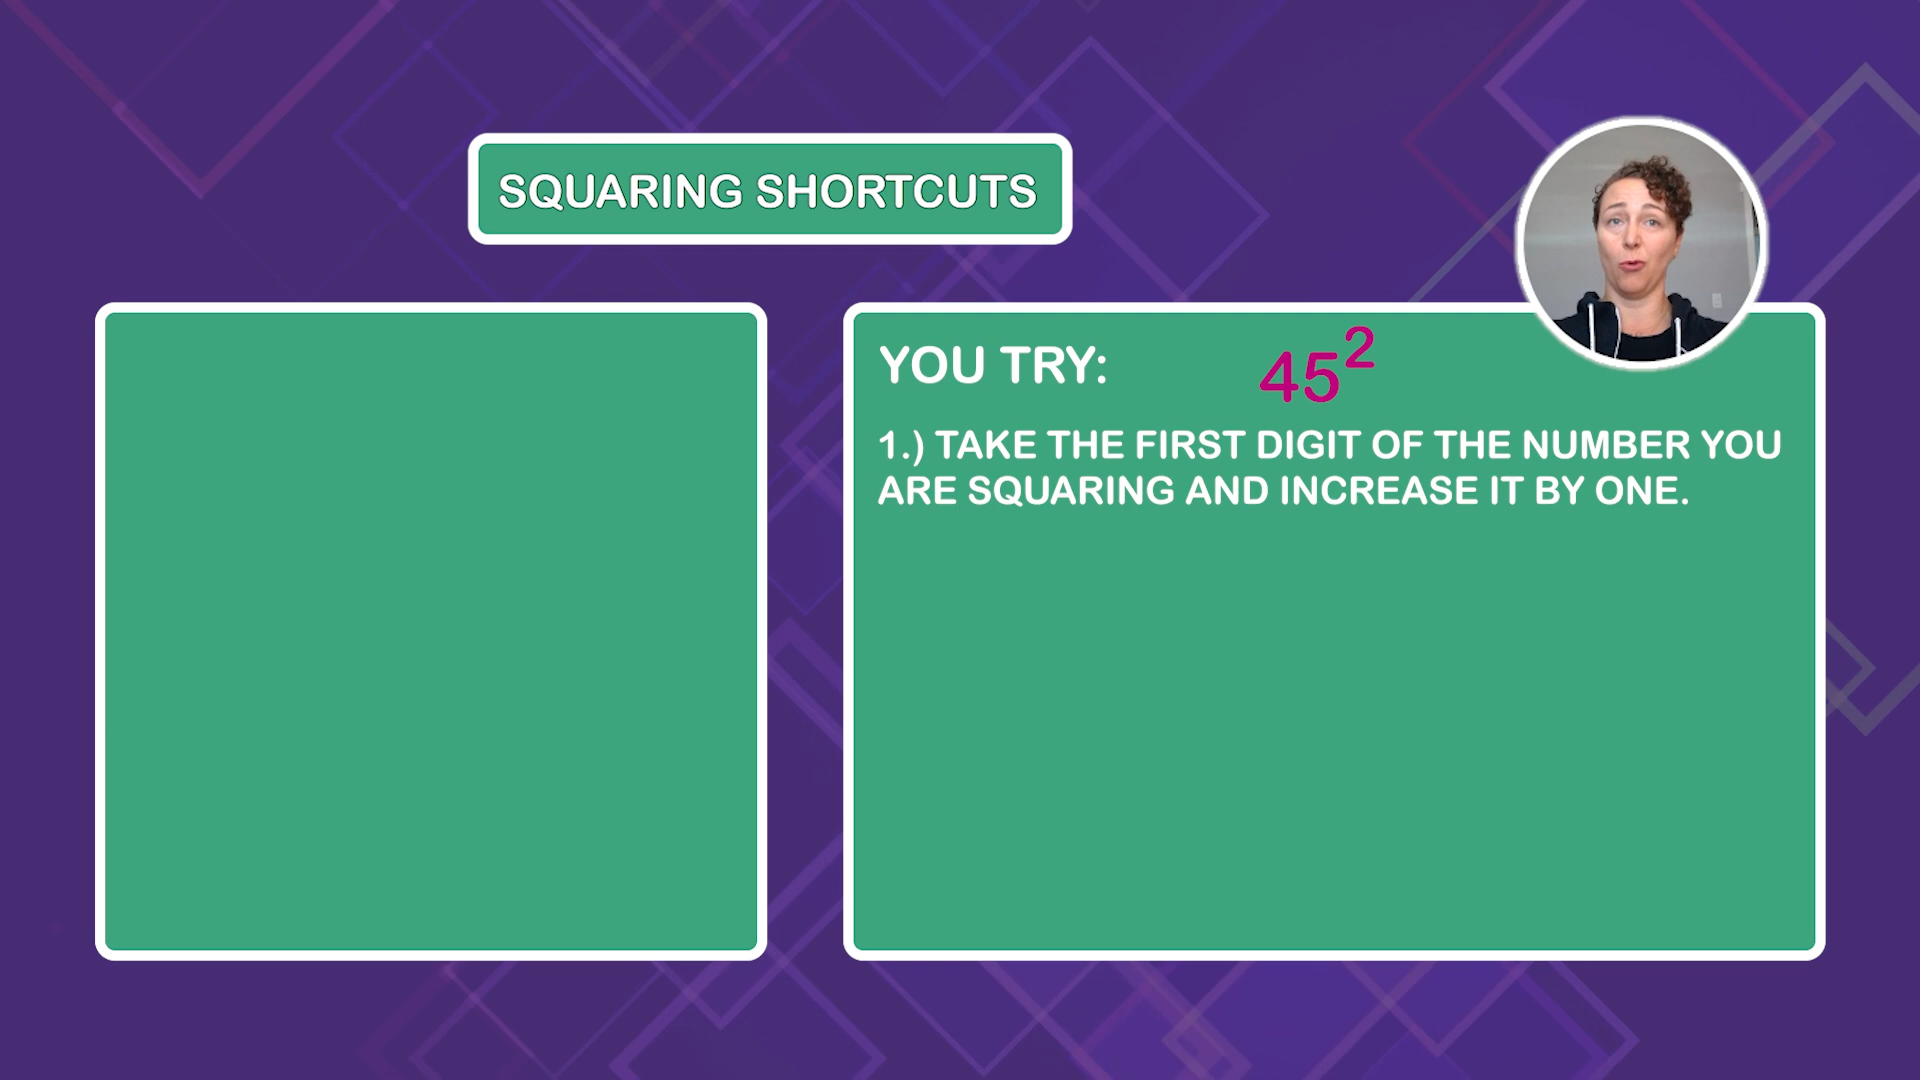 SQUARING SHORTCUTS
YOU TRY: 45²
1.) TAKE THE FIRST DIGIT OF THE NUMBER YOU
ARE SQUARING AND INCREASE IT BY ONE.